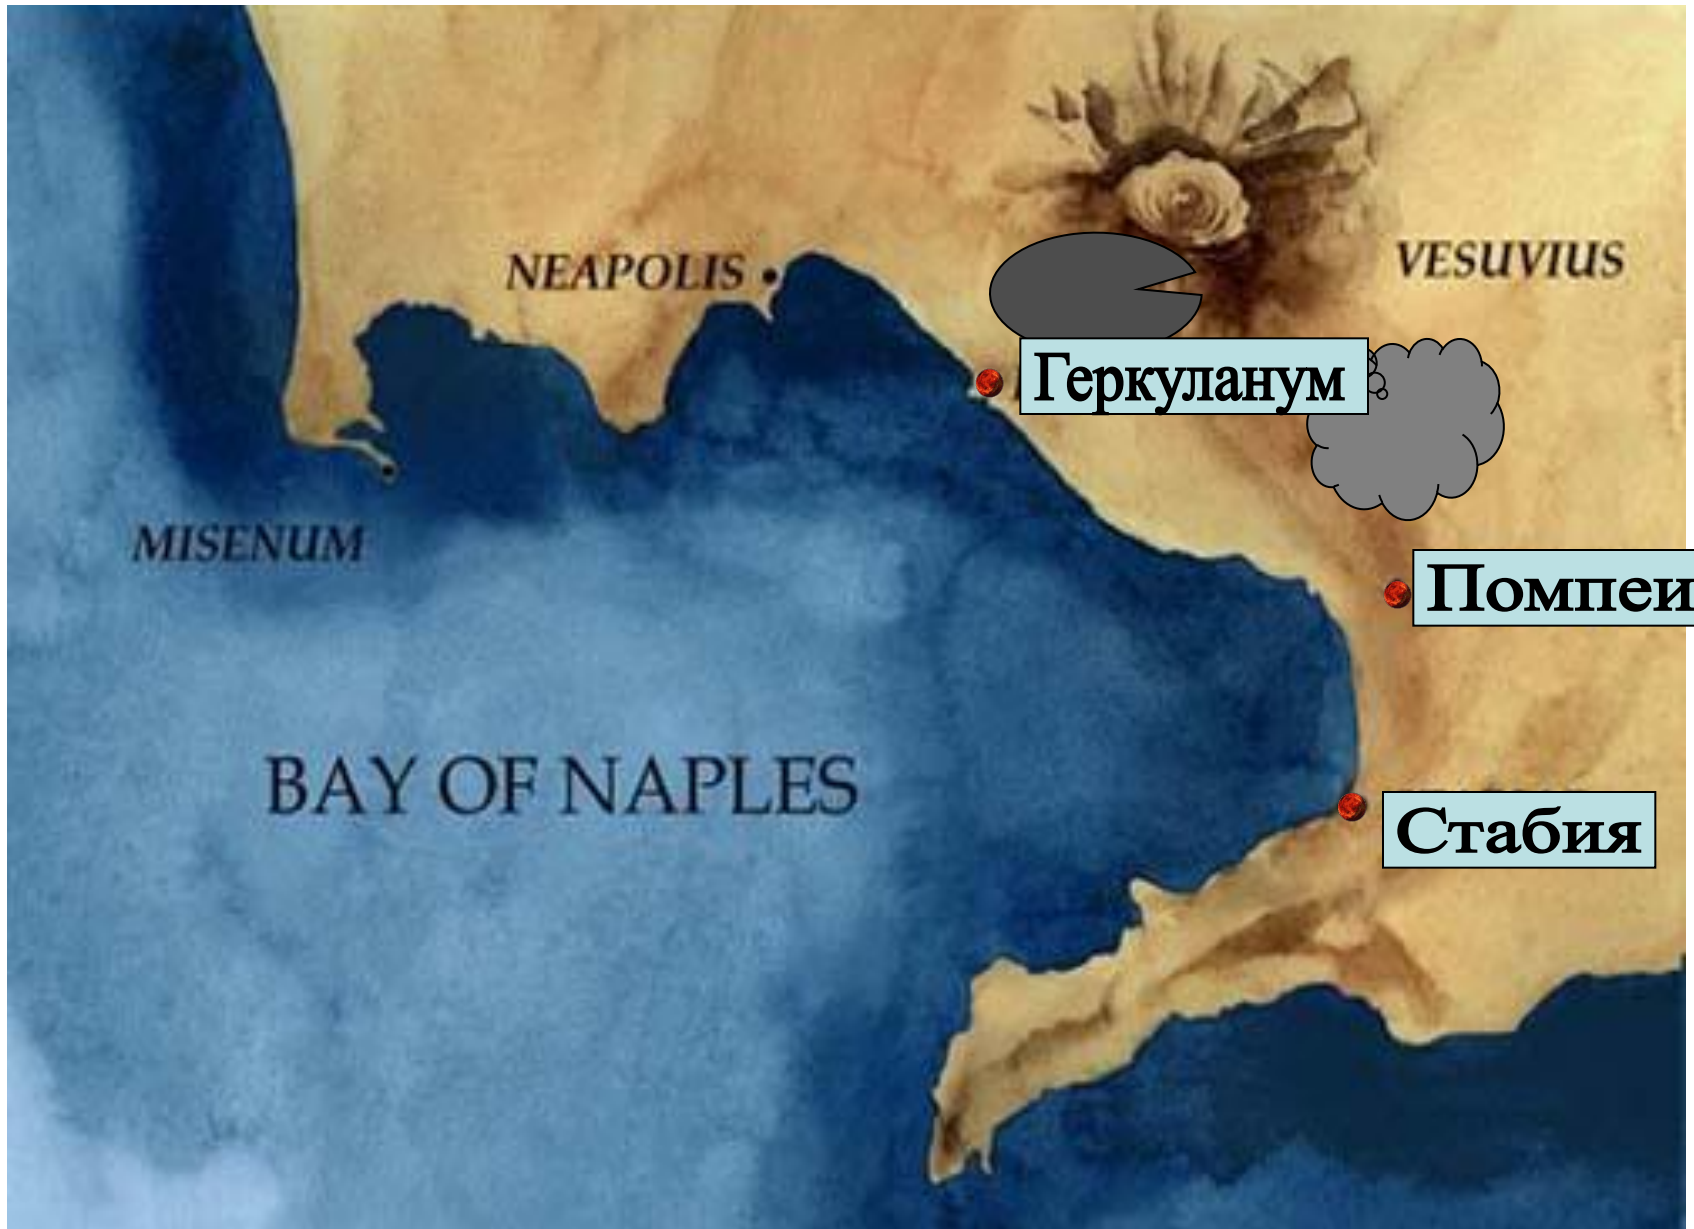 NEAPOLIS
VESUVIUS
Геркуланум
MISENUM
Помпеи
BAY OF NAPLES
Стабия